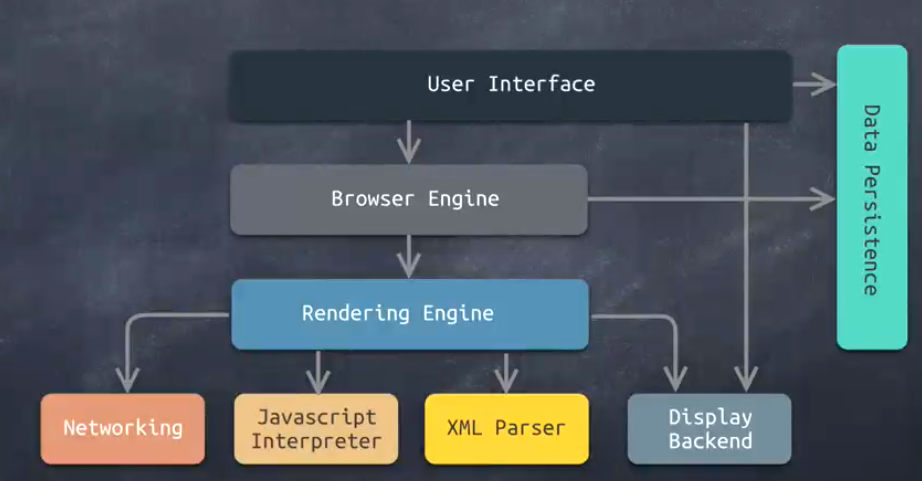 User Interface
Data Persistence
Browser Engine
Rendering Engine
Networking
Javascript
Interpreter
XML Parser
Display
Backend